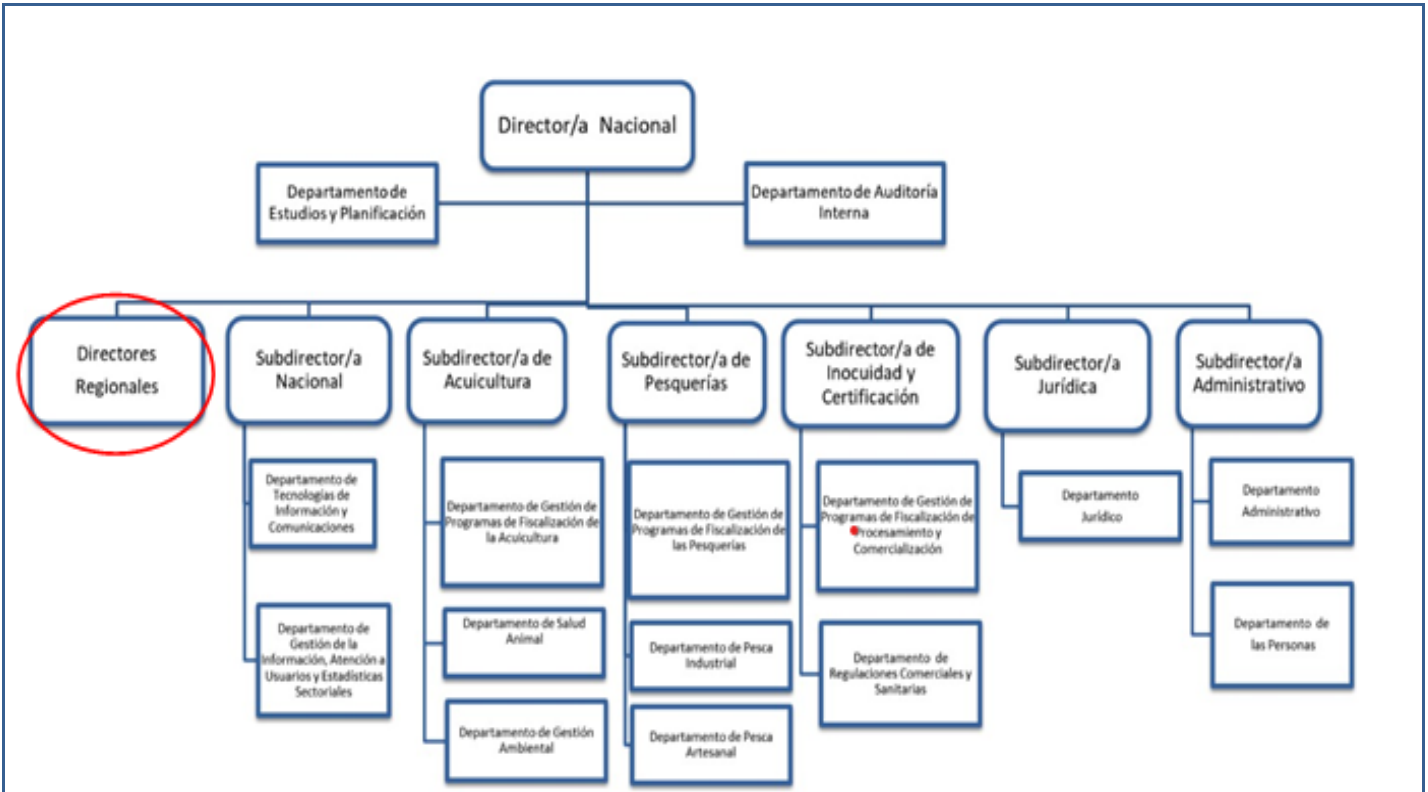 Director/a Nacional
Departamento de
Estudios y Planificación
Departamento de Auditoría
Interna
Directores
Regionales
Subdirector/a
Nacional
Subdirector/a de
Acuicultura
Subdirector/a de
Pesquerías
Subdirector/a de
Inocuidad y
Certificación
Subdirector/a
Jurídica
Subdirector/a
Administrativo
Departamento de
Tecnologías de
Información y
Comunicaciones
Departamento de
Gestión de la
Información, Atención a
Usuarios y Estadísticas
Sectoriales
Departamento de Gestión de
Programas de Fiscalización de
la Acuicultura
Departamento de Salud
Animal
Departamento de Gestión
Ambiental
Departamento de Gestión de
Programas de Fiscalización de
las Pesquerías
Departamento de Pesca
Industrial
Departamento de Pesca
Artesanal
Departamento de Gestión de
Programas de Fiscalización de
Procesamiento y
Comercialización
Departamento de
Regulaciones Comerciales y
Sanitarias
Departamento
Jurídico
Departamento
Administrativo
Departamento de
las Personas